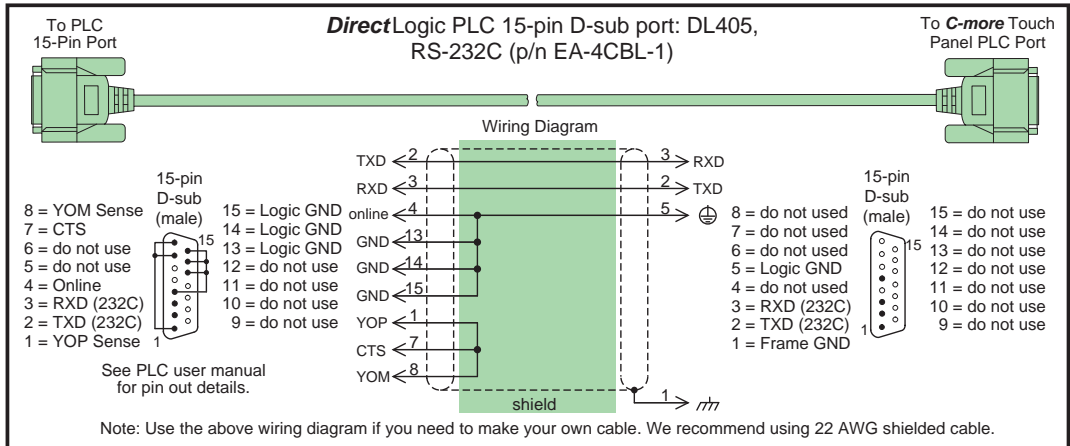 To PLC
15-Pin Port
DirectLogic PLC 15-pin D-sub port: DL405,
RS-232C (p/n EA-4CBL-1)
To C-more Touch
Panel PLC Port
Wiring Diagram
TXD 2 3 RXD
RXD 3 2 TXD
online 4 5
GND 13
GND 14
GND 15
YOP 1
CTS 7
YOM 8
1
shield
15-pin
D-sub
(male)
15
1
8 = YOM Sense
7 = CTS
6 = do not use
5 = do not use
4 = Online
3 = RXD (232C)
2 = TXD (232C)
1 = YOP Sense
15 = Logic GND
14 = Logic GND
13 = Logic GND
12 = do not use
11 = do not use
10 = do not use
9 = do not use
See PLC user manual
for pin out details.
15-pin
D-sub
(male)
15
1
8 = do not used
7 = do not used
6 = do not used
5 = Logic GND
4 = do not used
3 = RXD (232C)
2 = TXD (232C)
1 = Frame GND
15 = do not use
14 = do not use
13 = do not use
12 = do not use
11 = do not use
10 = do not use
9 = do not use
Note: Use the above wiring diagram if you need to make your own cable. We recommend using 22 AWG shielded cable.